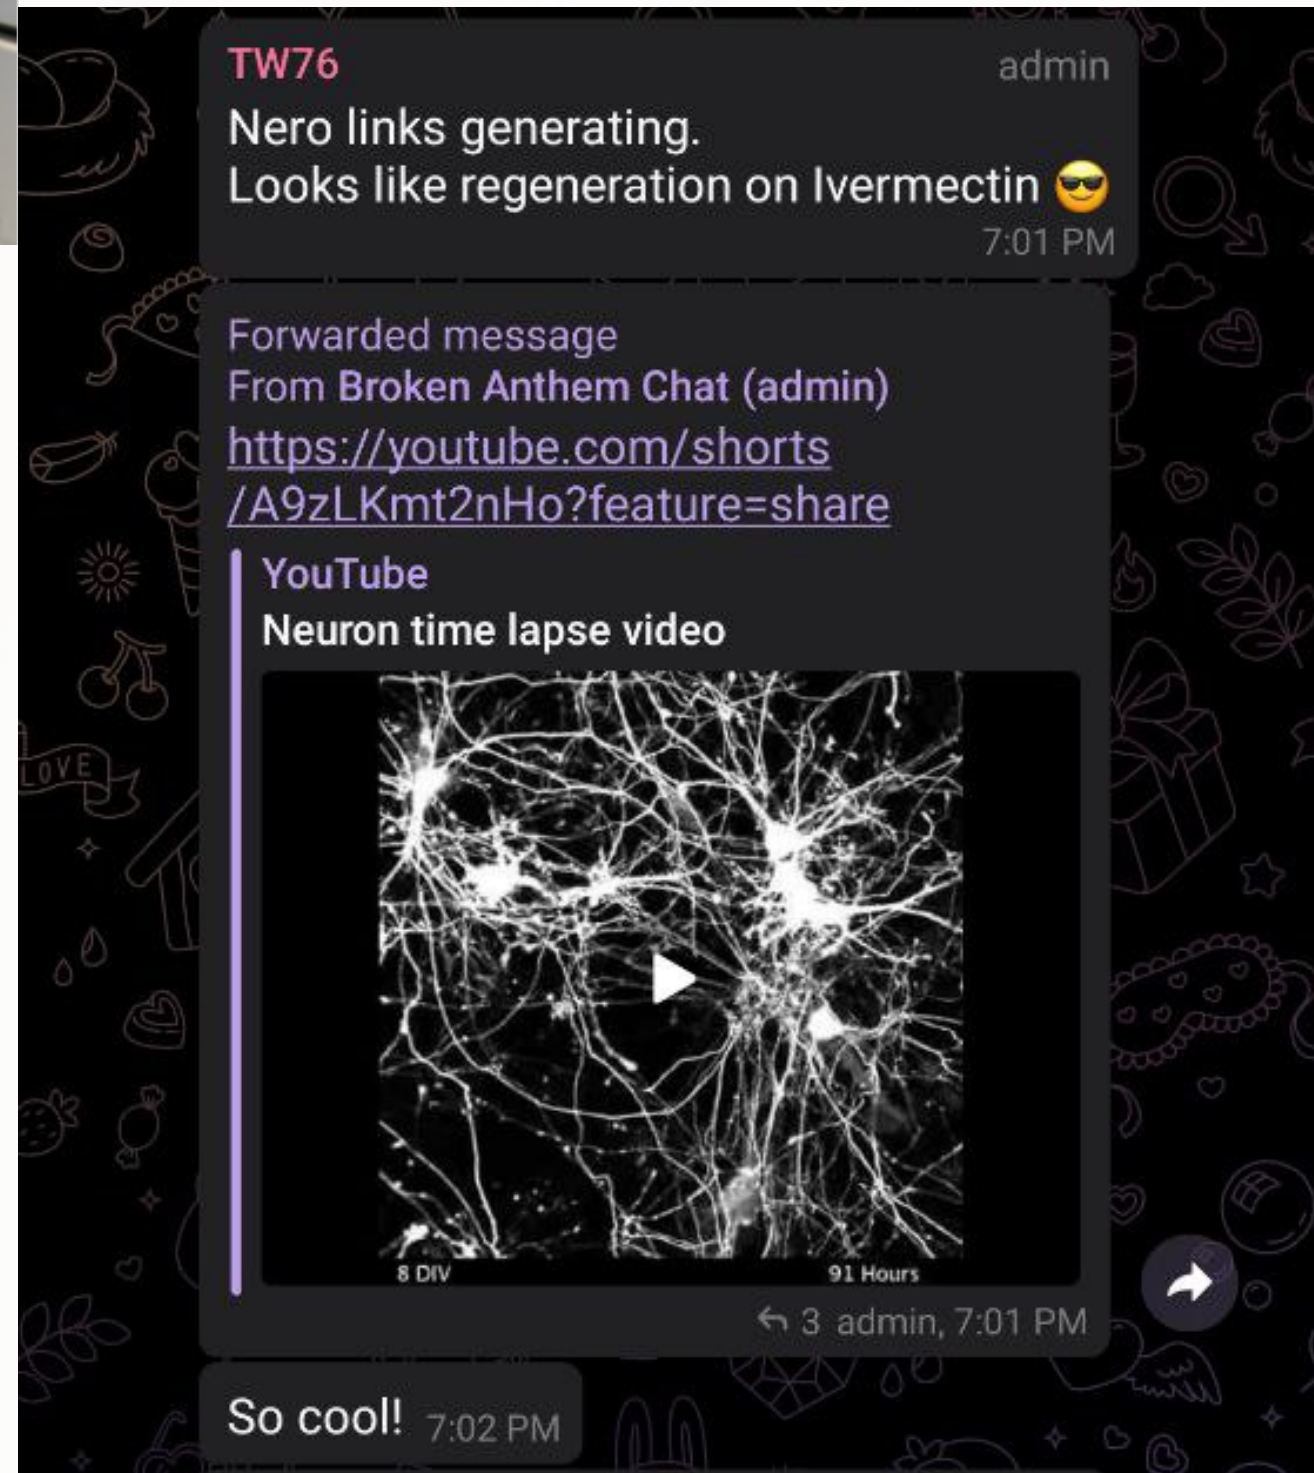 TW76 admin
Nero links generating.
Looks like regeneration on Ivermectin 😎
7:01 PM
Forwarded message
From Broken Anthem Chat (admin)
https://youtube.com/shorts
/A9zLKmt2nHo?feature=share
YouTube
Neuron time lapse video
8 DIV 91 Hours
3 admin, 7:01 PM
So cool! 7:02 PM
LOVE